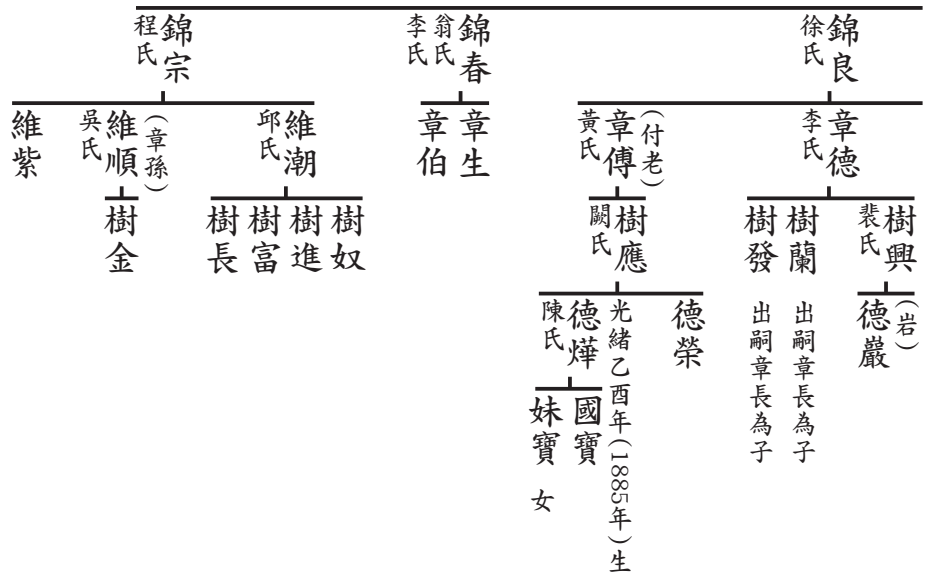 錦良
徐氏
錦春
翁氏
李氏
錦宗
程氏
章德
李氏
(付老)
章傅
黃氏
章生
章伯
維潮
邱氏
(章孫)
維順
吳氏
維紫
樹興
裴氏
樹蘭 出嗣章長為子
樹發 出嗣章長為子
樹應
闕氏
樹奴
樹進
樹富
樹長
樹金
(岩)
德巖
德榮
光緒乙酉年(1885年)生
德燁
陳氏
國寶
妹寶 女